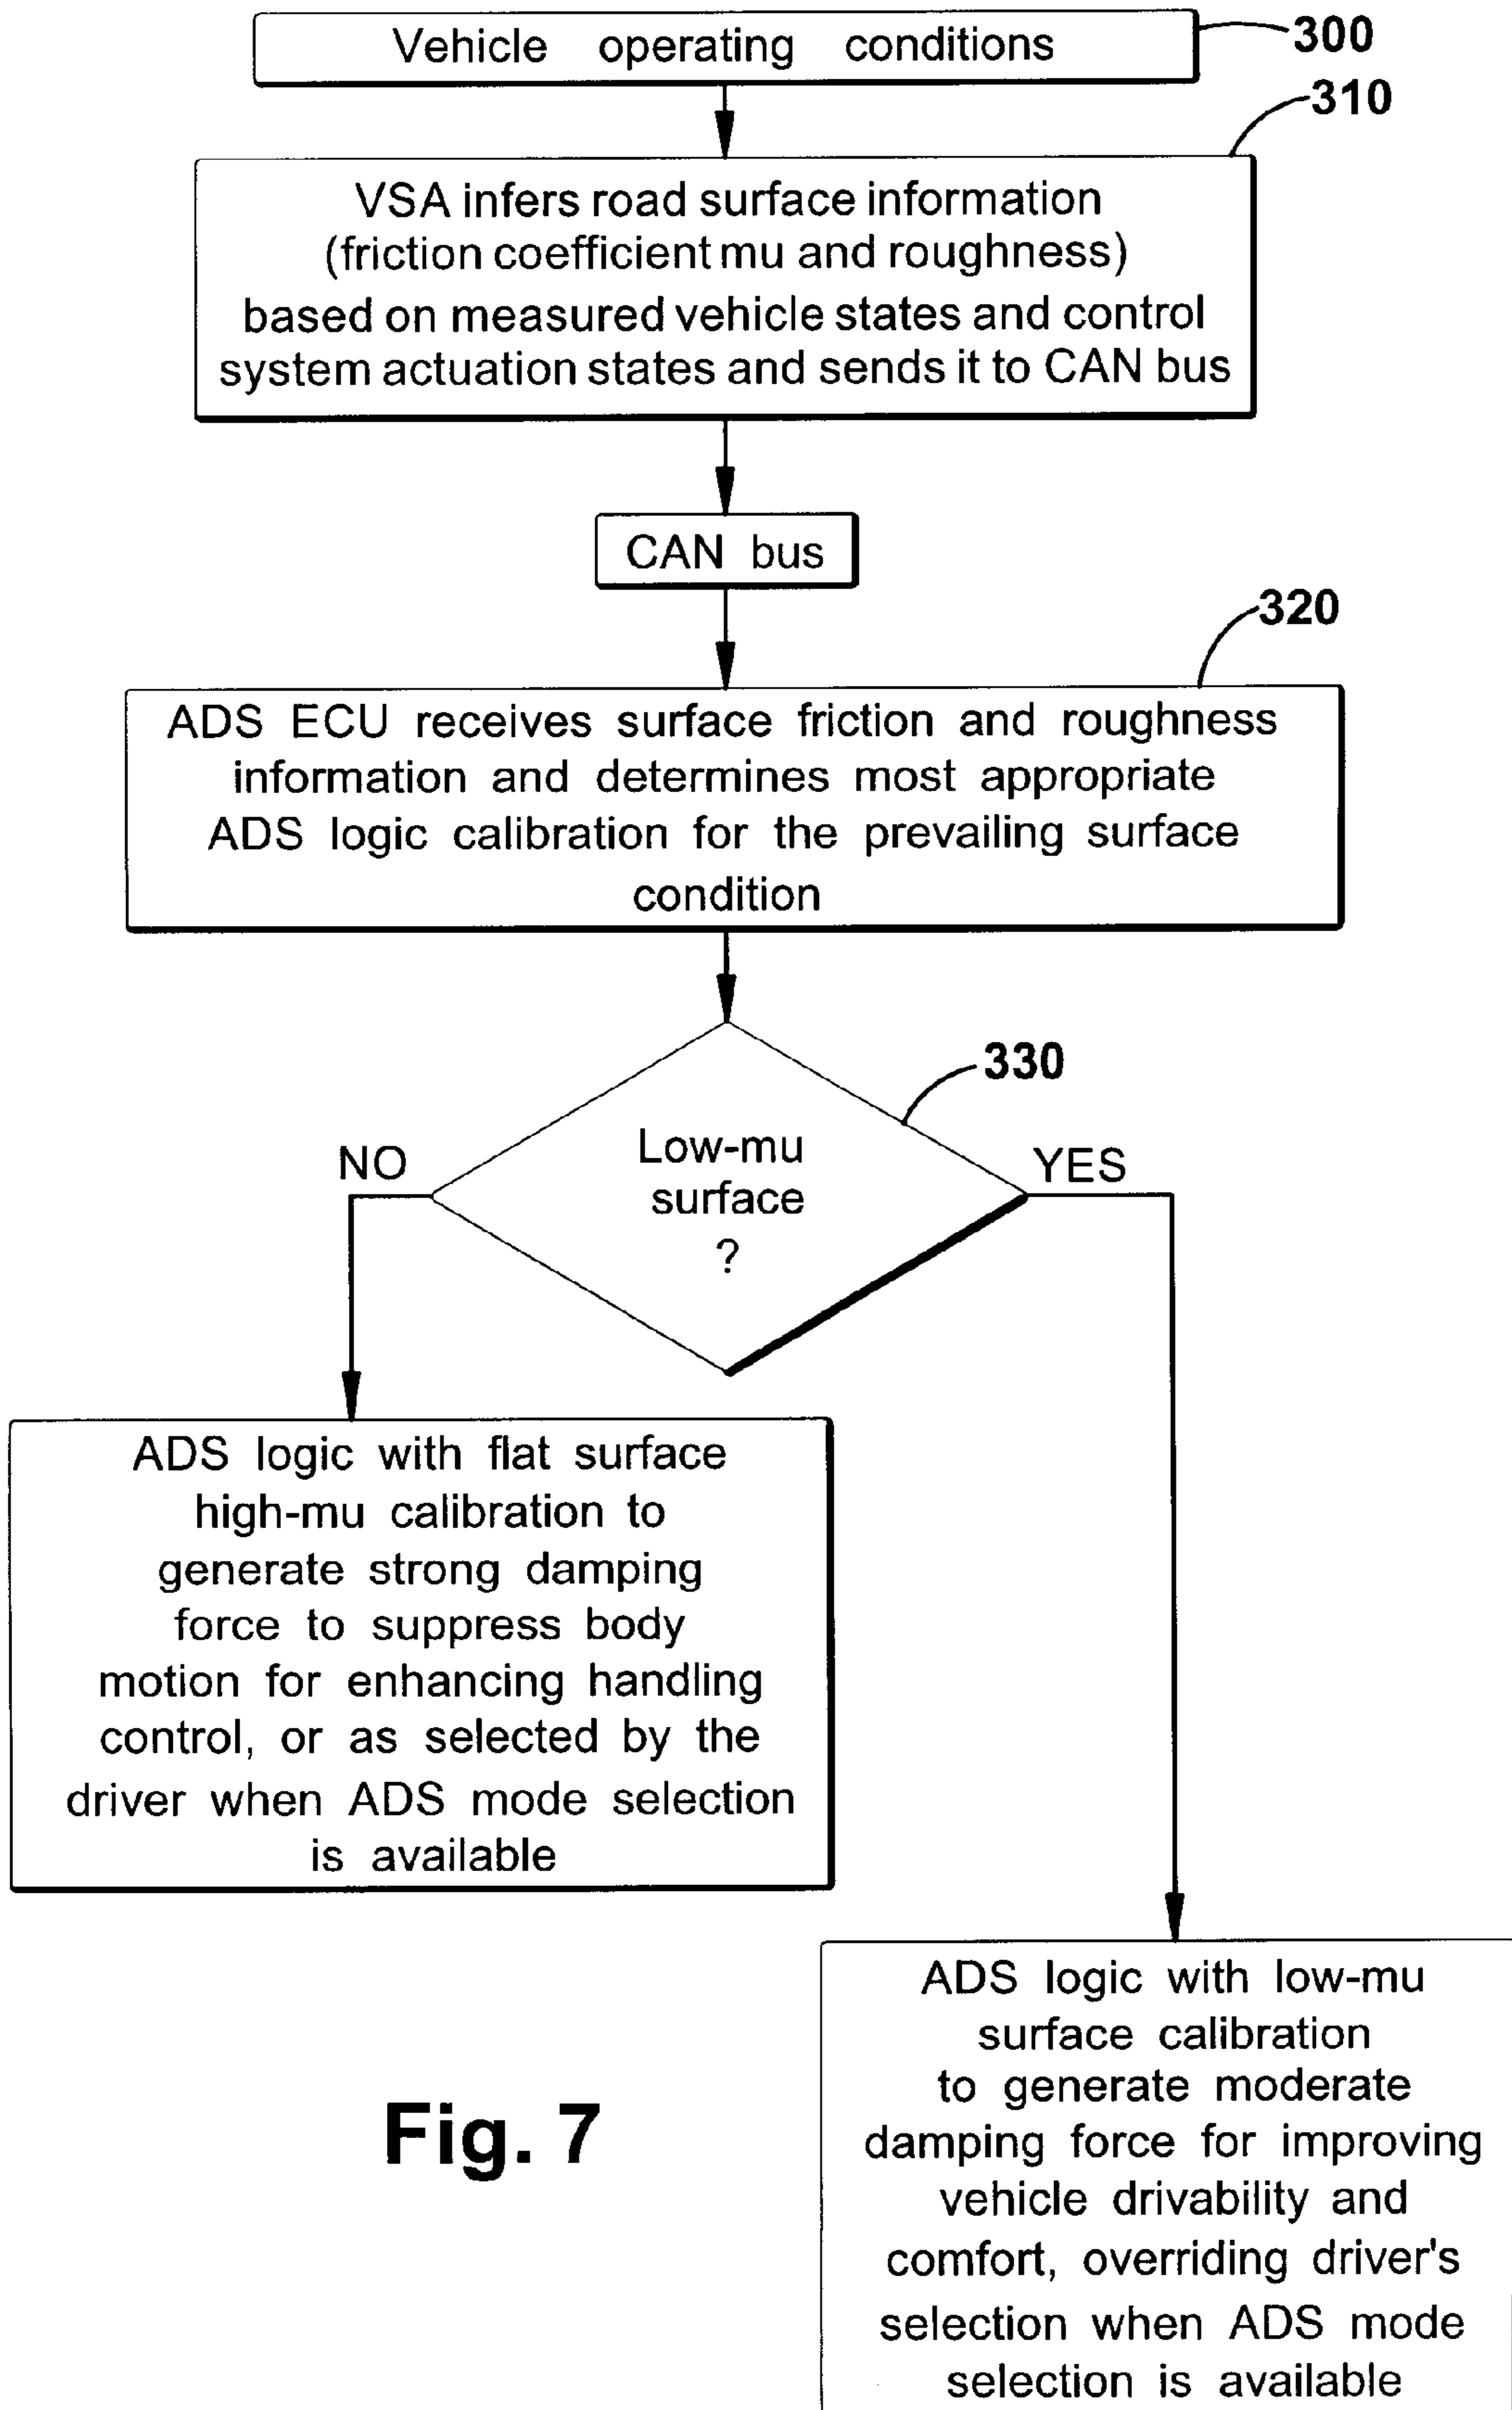 Vehicle operating conditions
300
310
VSA infers road surface information
(friction coefficient mu and roughness)
based on measured vehicle states and control
system actuation states and sends it to CAN bus
CAN bus
320
ADS ECU receives surface friction and roughness
information and determines most appropriate
ADS logic calibration for the prevailing surface
condition
330
Low-mu
surface
?
NO
YES
ADS logic with flat surface
high-mu calibration to
generate strong damping
force to suppress body
motion for enhancing handling
control, or as selected by the
driver when ADS mode selection
is available
ADS logic with low-mu
surface calibration
to generate moderate
damping force for improving
vehicle drivability and
comfort, overriding driver's
selection when ADS mode
selection is available
Fig. 7